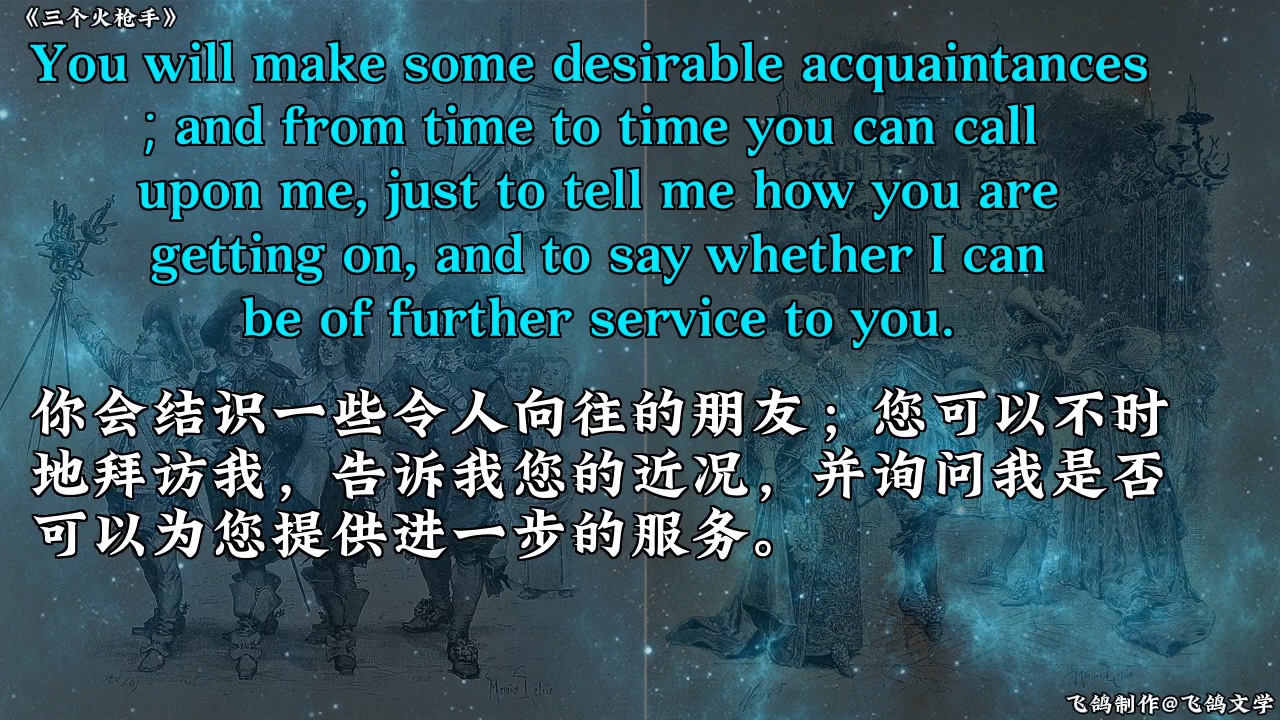 《三个火枪手》
You will make some desirable acquaintances
; and from time to time you can call
upon me, just to tell me how you are
getting on, and to say whether I can
be of further service to you.
你会结识一些令人向往的朋友；您可以不时
地拜访我，告诉我您的近况，并询问我是否
可以为您提供进一步的服务。
飞鸽制作@飞鸽文学